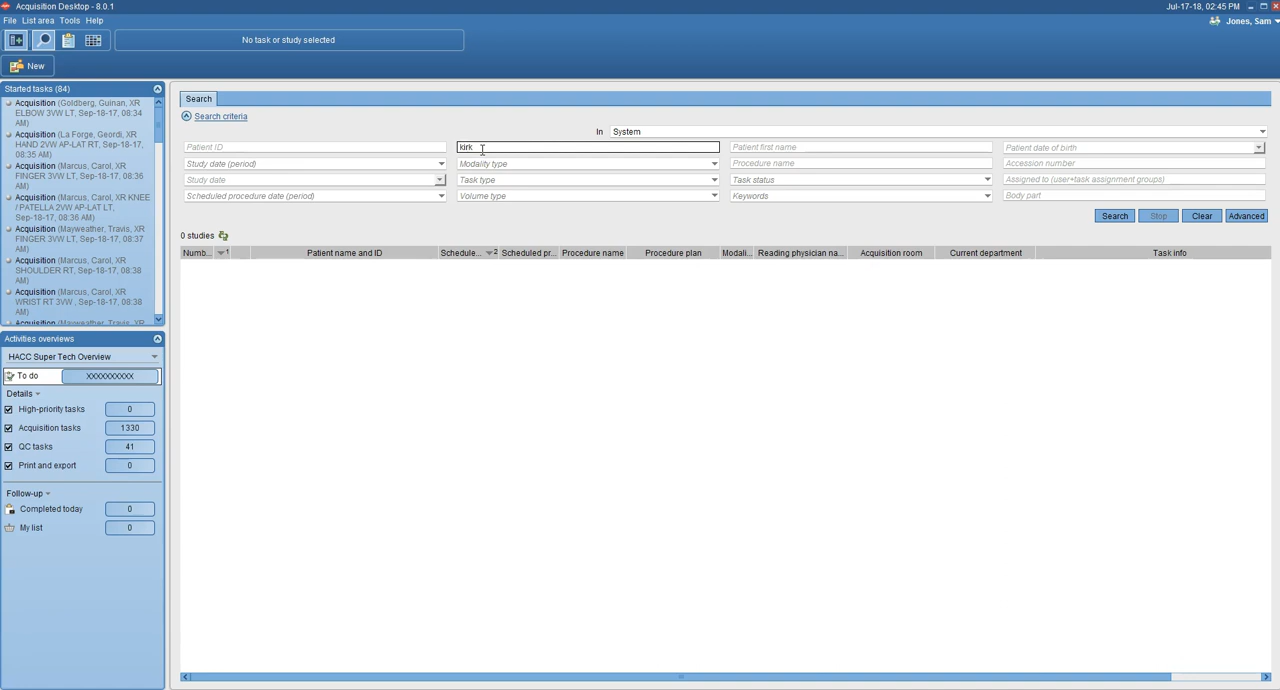 Acquisition Desktop - 8.0.1
Jul-17-18, 02:45 PM
File List area Tools Help
Jones, Sam
No task or study selected
New
Started tasks (84)
Acquisition (Goldberg, Guinan, XR
ELBOW 3VW LT, Sep-18-17, 08:34
AM)
Acquisition (La Forge, Geordi, XR
HAND 2VW AP-LAT RT, Sep-18-17,
08:35 AM)
Acquisition (Marcus, Carol, XR
FINGER 3VW LT, Sep-18-17, 08:36
AM)
Acquisition (Marcus, Carol, XR KNEE
/ PATELLA 2VW AP-LAT LT,
Sep-18-17, 08:36 AM)
Acquisition (Mayweather, Travis, XR
FINGER 3VW LT, Sep-18-17, 08:37
AM)
Acquisition (Marcus, Carol, XR
SHOULDER RT, Sep-18-17, 08:38
AM)
Acquisition (Marcus, Carol, XR
WRIST RT 3VW , Sep-18-17, 08:38
AM)
Acquisition (Mayweather, Travis, XR
Activities overviews
HACC Super Tech Overview
To do XXXXXXXXXX
Details
High-priority tasks 0
Acquisition tasks 1330
QC tasks 41
Print and export 0
Follow-up
Completed today 0
My list 0
Search
Search criteria
In System
Patient ID kirk Patient first name Patient date of birth
Study date (period) Modality type Procedure name Accession number
Study date Task type Task status Assigned to (user+task assignment groups)
Scheduled procedure date (period) Volume type Keywords Body part
Search Stop Clear Advanced
0 studies
Numb... 1 Patient name and ID Schedule... 2 Scheduled pr... Procedure name Procedure plan Modali... Reading physician na... Acquisition room Current department Task info